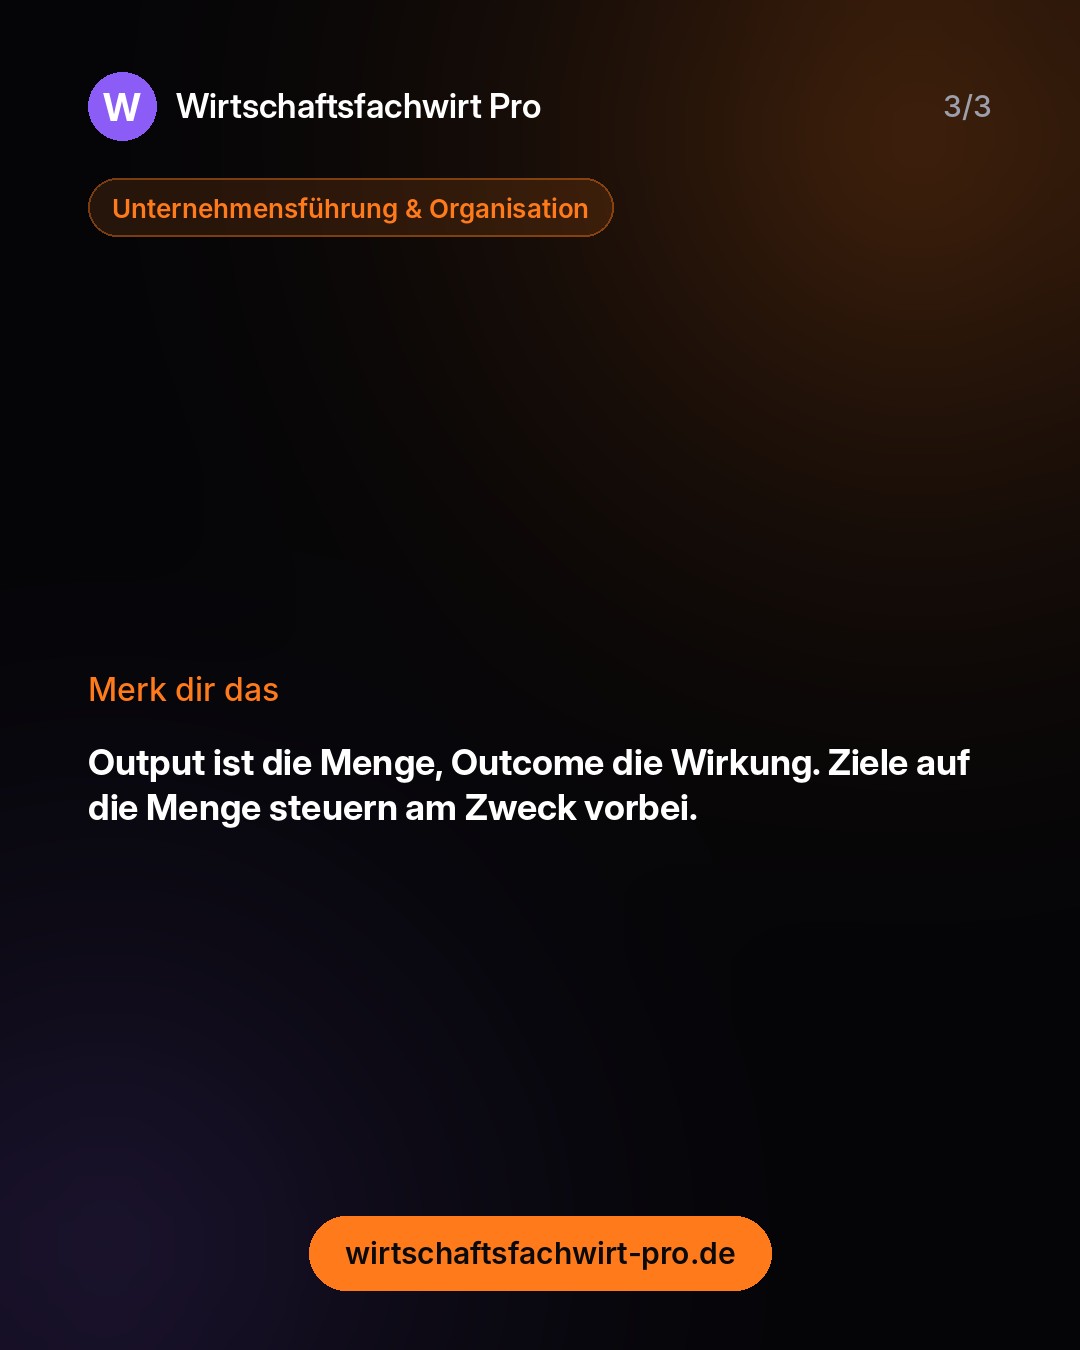 W Wirtschaftsfachwirt Pro 3/3
Unternehmensführung & Organisation
Merk dir das
Output ist die Menge, Outcome die Wirkung. Ziele auf
die Menge steuern am Zweck vorbei.
wirtschaftsfachwirt-pro.de